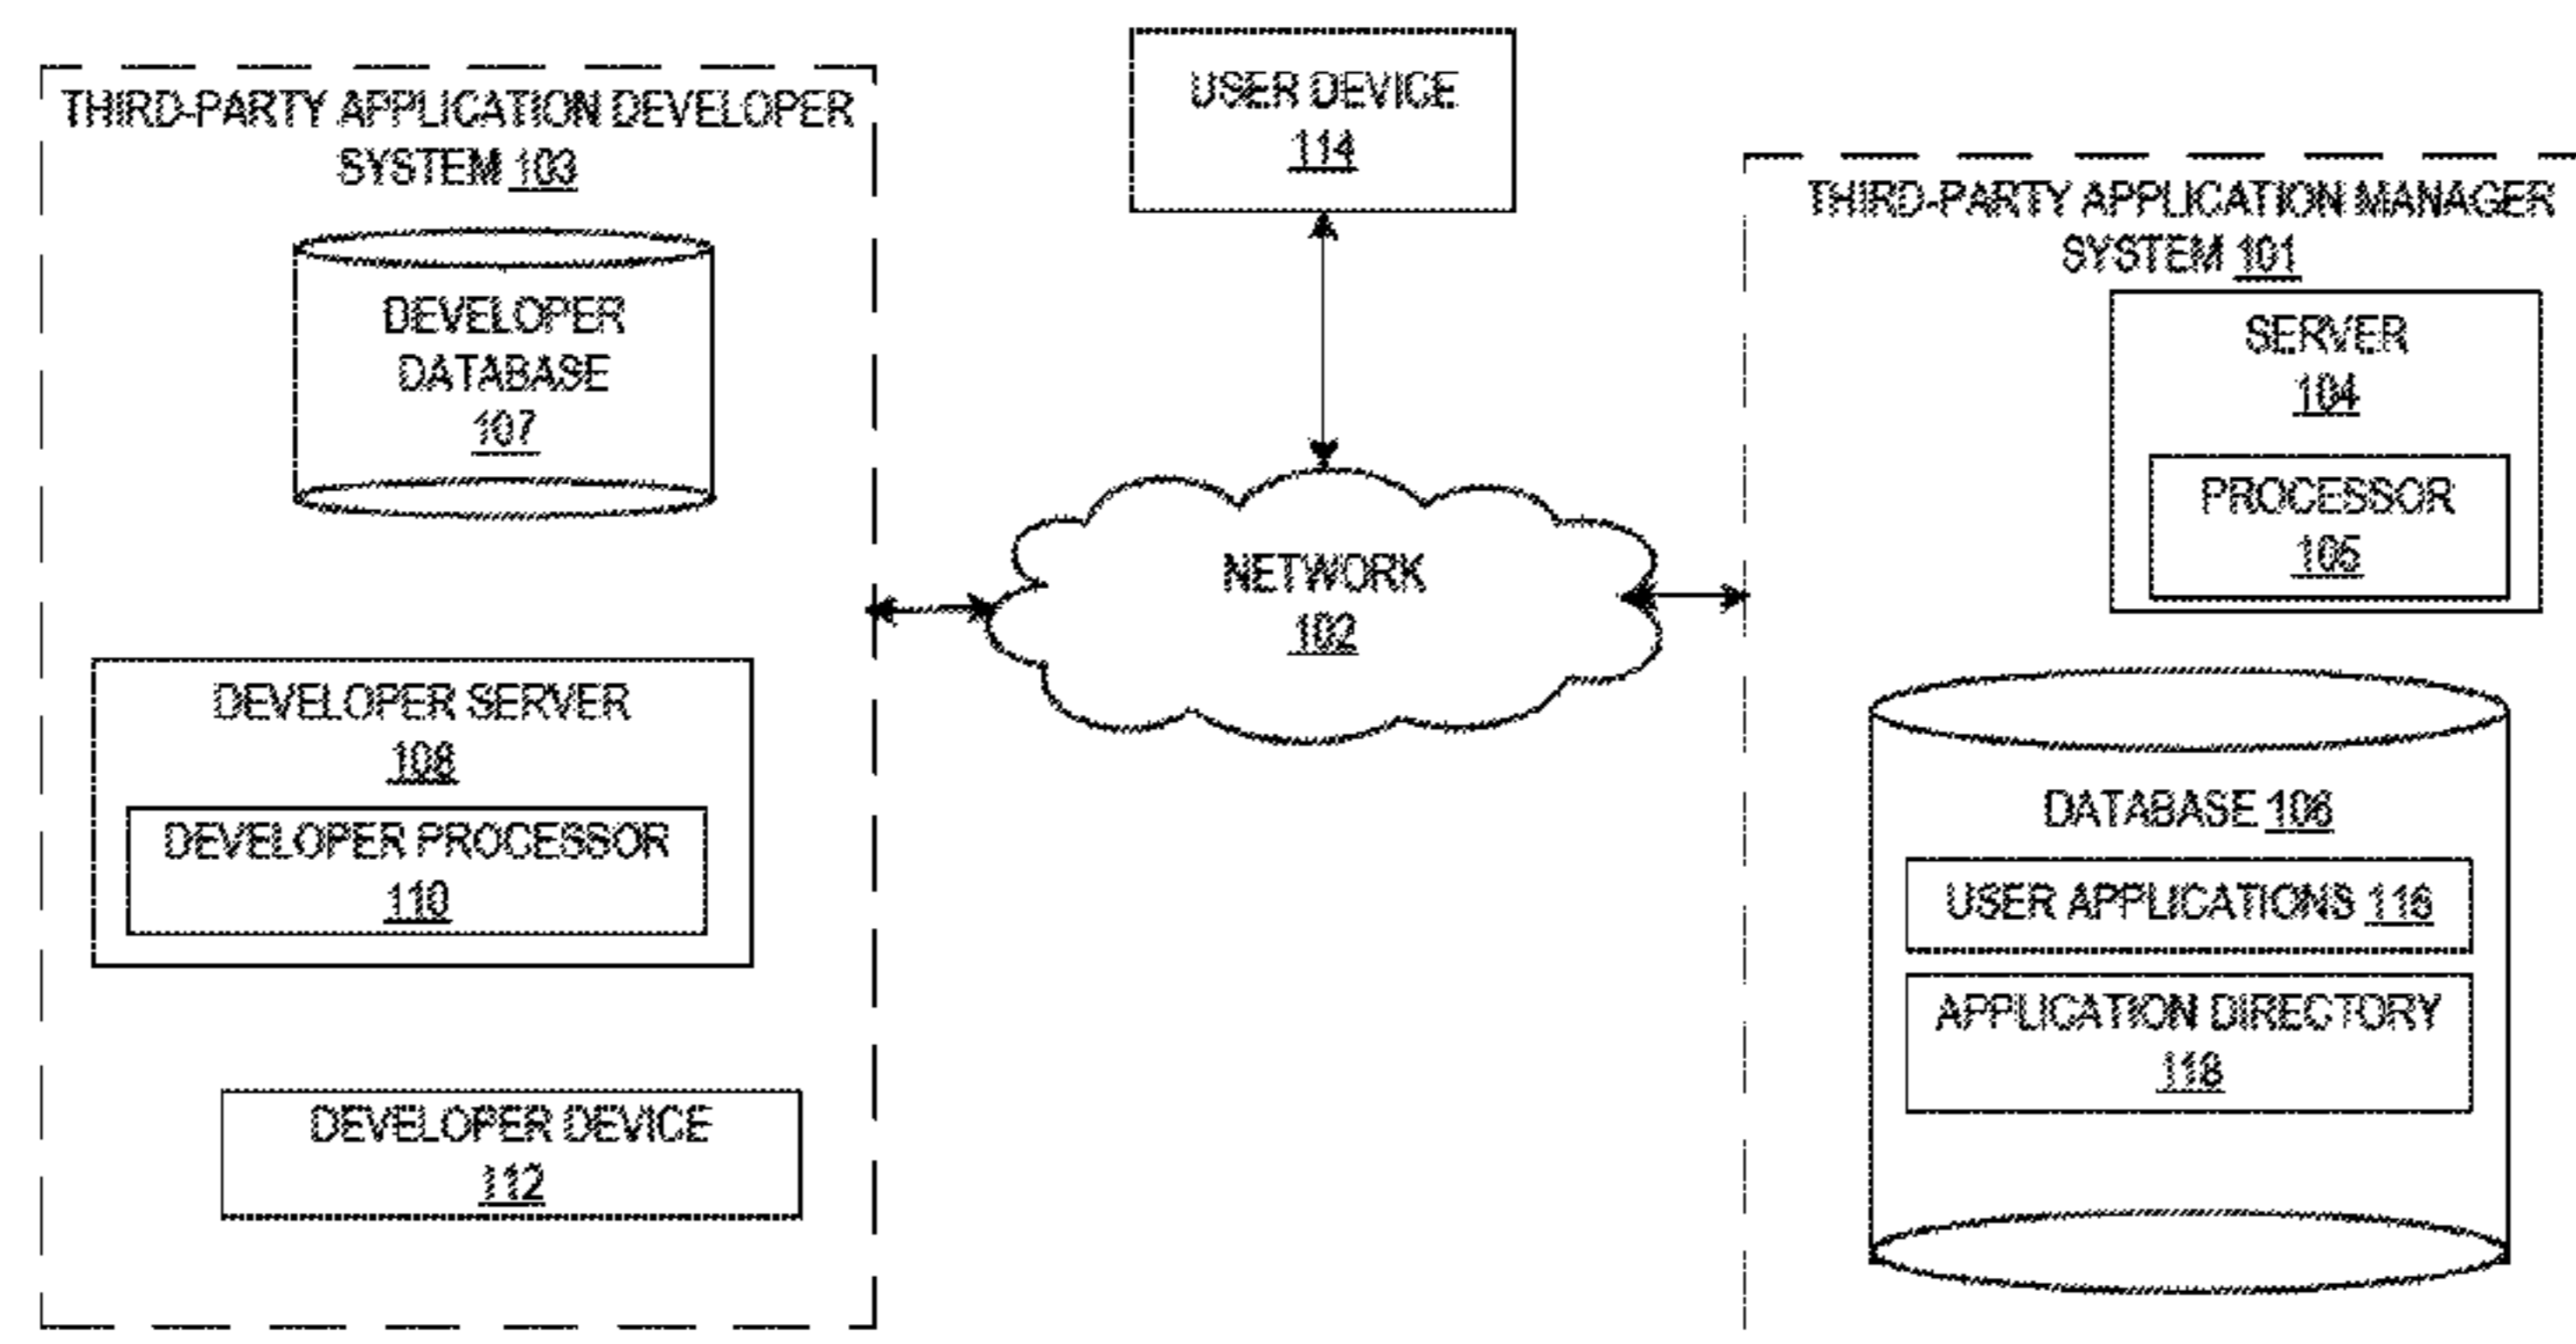 THIRD-PARTY APPLICATION DEVELOPER
SYSTEM 103
DEVELOPER
DATABASE
107
DEVELOPER SERVER
108
DEVELOPER PROCESSOR
110
DEVELOPER DEVICE
112
USER DEVICE
114
NETWORK
102
THIRD-PARTY APPLICATION MANAGER
SYSTEM 101
SERVER
104
PROCESSOR
105
DATABASE 106
USER APPLICATIONS 116
APPLICATION DIRECTORY
118